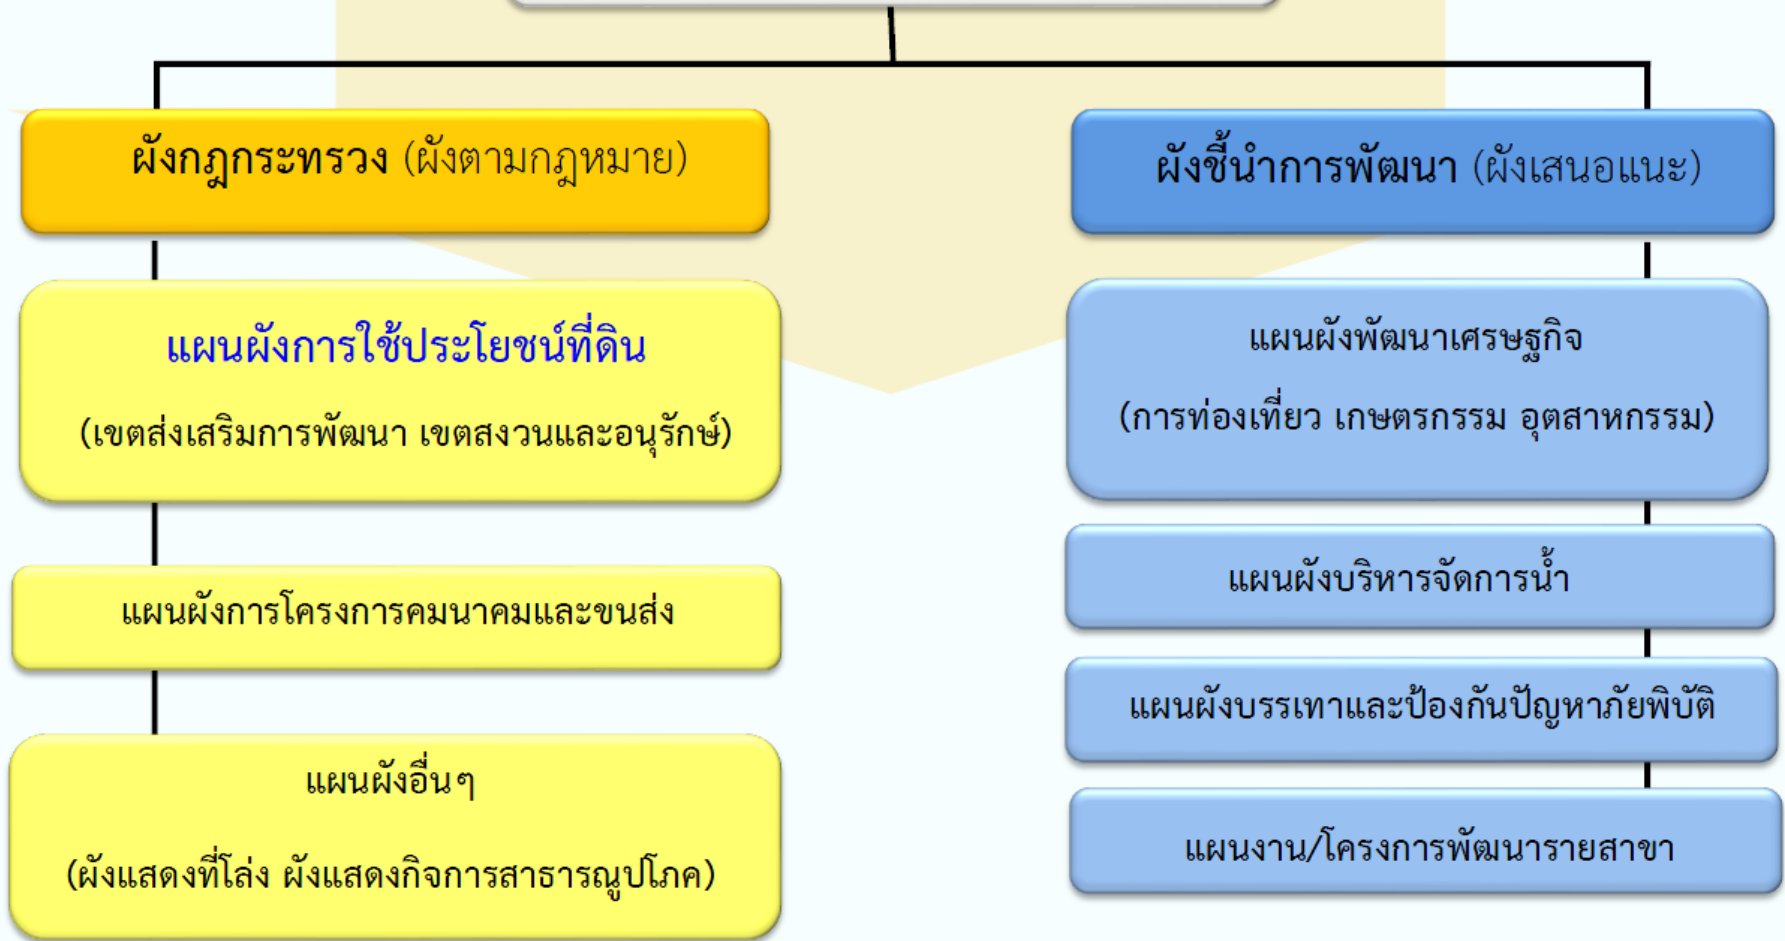 ผังกฎกระทรวง (ผังตามกฎหมาย)
แผนผังการใช้ประโยชน์ที่ดิน
(เขตส่งเสริมการพัฒนา เขตสงวนและอนุรักษ์)
แผนผังการโครงการคมนาคมและขนส่ง
แผนผังอื่นๆ
(ผังแสดงที่โล่ง ผังแสดงกิจการสาธารณูปโภค)
ผังชี้นำการพัฒนา (ผังเสนอแนะ)
แผนผังพัฒนาเศรษฐกิจ
(การท่องเที่ยว เกษตรกรรม อุตสาหกรรม)
แผนผังบริหารจัดการน้ำ
แผนผังบรรเทาและป้องกันปัญหาภัยพิบัติ
แผนงาน/โครงการพัฒนารายสาขา